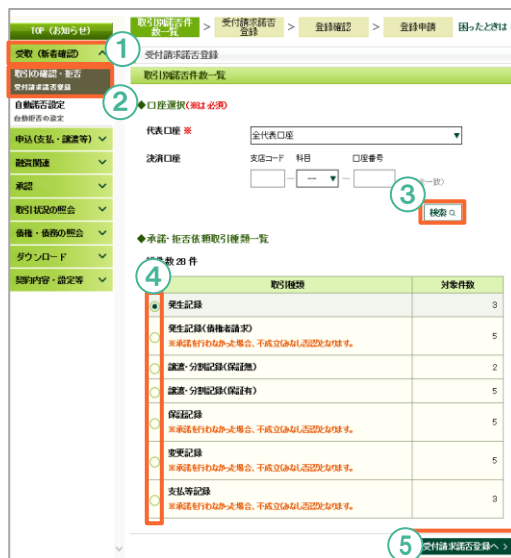 TOP（お知らせ）
受取（新着確認）
取引の確認・拒否
受付請求諾否登録
自動諾否設定
自動拒否の設定
申込(支払・譲渡等)
融資関連
承認
取引状況の照会
債権・債務の照会
ダウンロード
契約内容・設定等
①
②
取引別諾否件
数一覧
>
受付請求諾否
登録
>
登録確認
>
登録申請
困ったときは
受付請求諾否登録
取引別諾否件数一覧
◆口座選択(※は必須)
代表口座 ※
全代表口座
決済口座
支店コード 科目 口座番号
- -- -
一致)
③
検索
◆承諾・拒否依頼取引種類一覧
件数 28 件
④
取引種類 対象件数
発生記録 3
発生記録(債権者請求)
※承諾を行わなかった場合、不成立(みなし否認)となります。
5
譲渡・分割記録(保証無) 2
譲渡・分割記録(保証有) 5
保証記録
※承諾を行わなかった場合、不成立(みなし否認)となります。
5
変更記録
※承諾を行わなかった場合、不成立(みなし否認)となります。
5
支払等記録
※承諾を行わなかった場合、不成立(みなし否認)となります。
3
⑤
受付請求諾否登録へ >